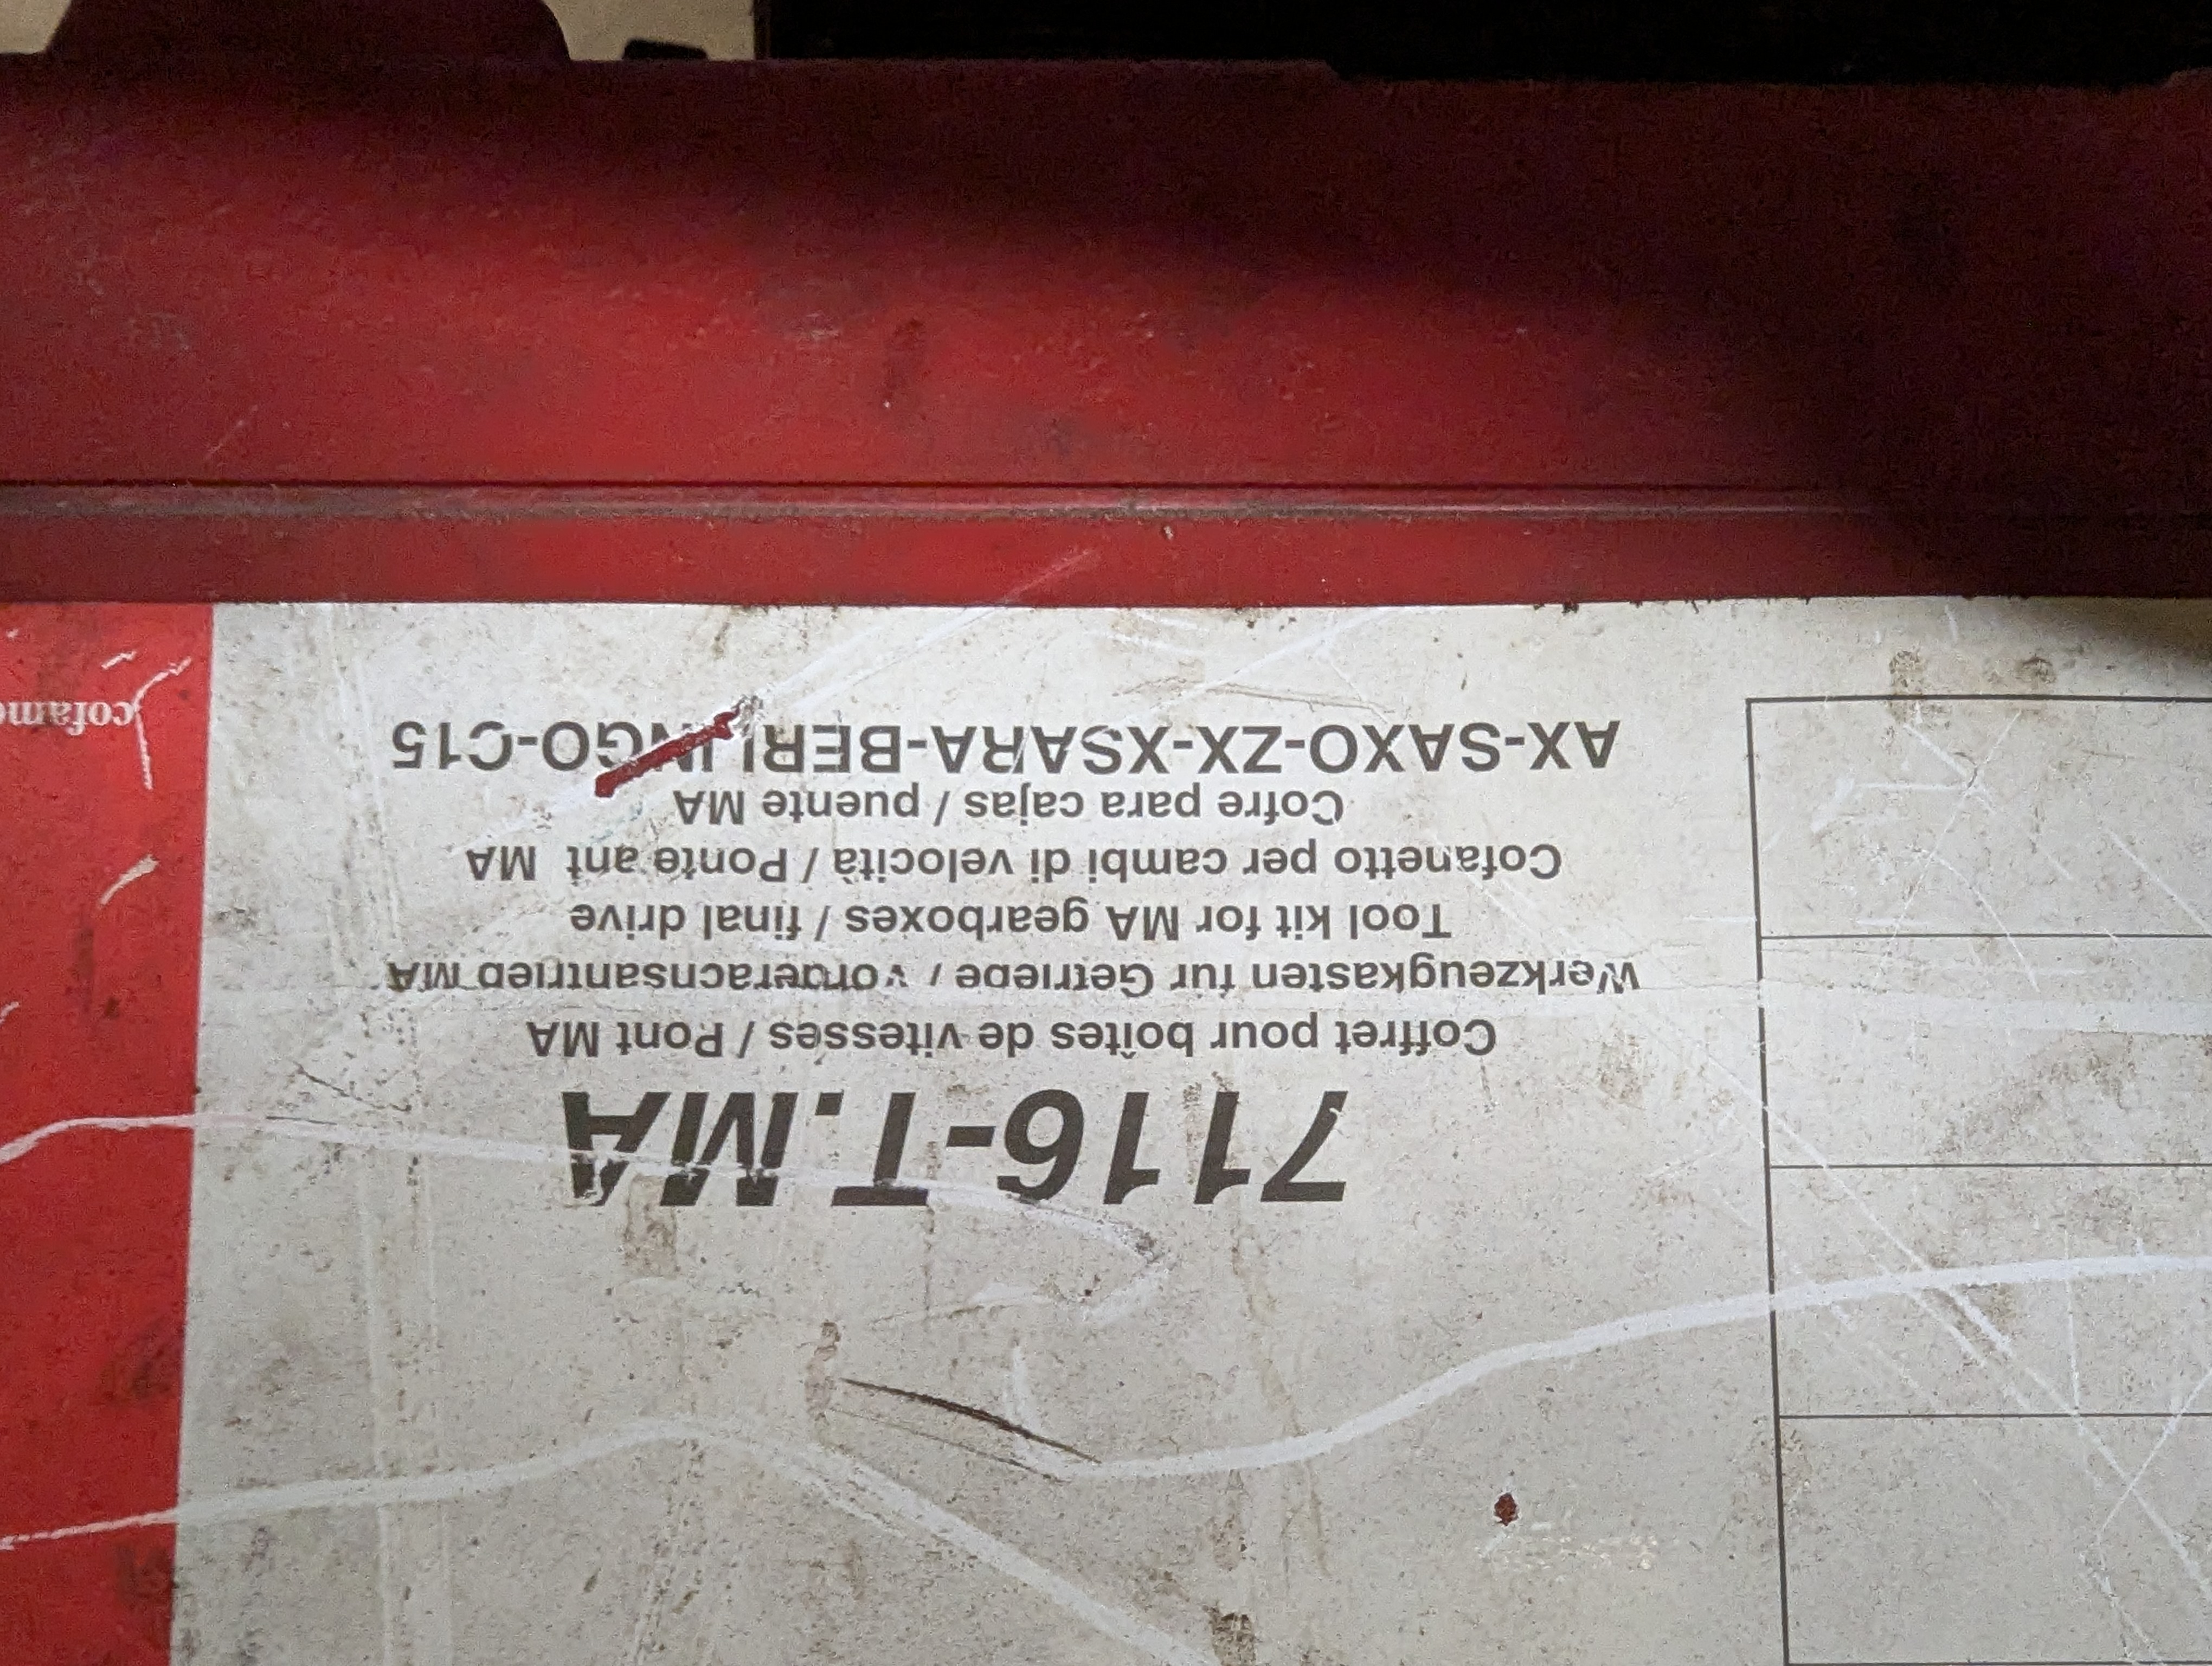 7116-T.MA
Coffret pour boîtes de vitesses / Pont MA
Werkzeugkasten für Getriebe / Vorderachsantrieb MA
Tool kit for MA gearboxes / final drive
Cofanetto per cambi di velocità / Ponte ant MA
Cofre para cajas / puente MA
AX-SAXO-ZX-XSARA-BERLINGO-C15